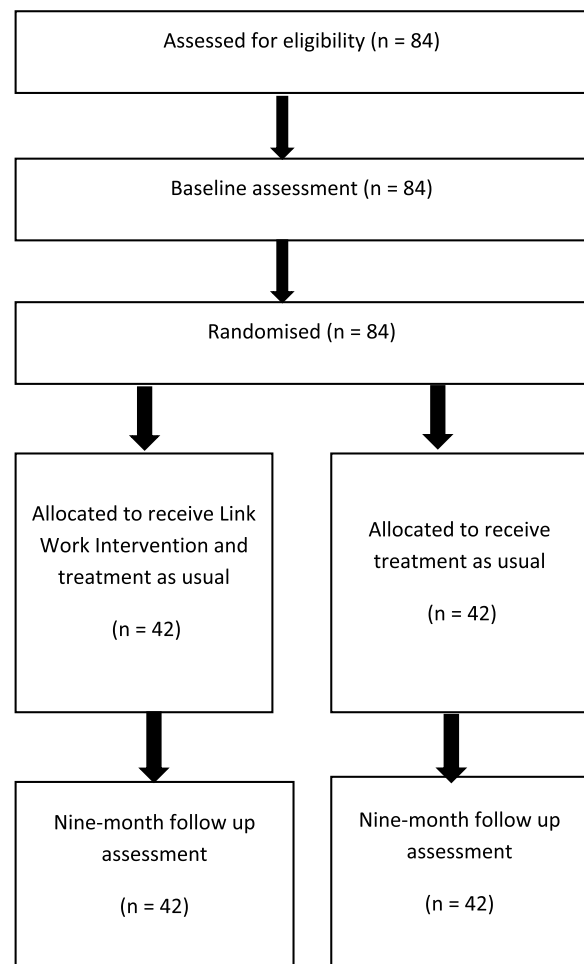 Assessed for eligibility (n = 84)
Baseline assessment (n = 84)
Randomised (n = 84)
Allocated to receive Link
Work Intervention and
treatment as usual
(n = 42)
Allocated to receive
treatment as usual
(n = 42)
Nine-month follow up
assessment
(n = 42)
Nine-month follow up
assessment
(n = 42)